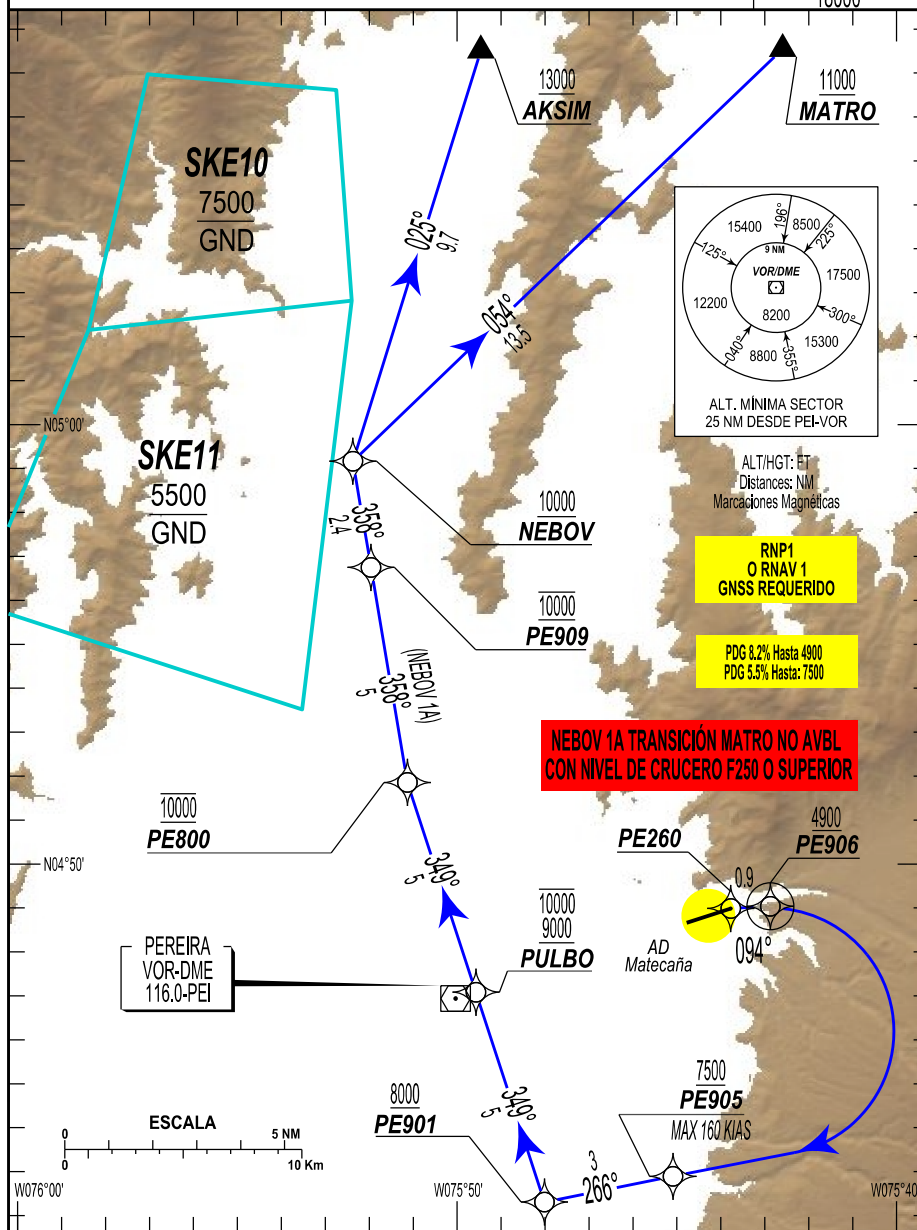 13000
AKSIM
11000
MATRO
SKE10
7500
GND
025°
9.7
054°
13.5
15400
196°
8500
225°
125°
9 NM
VOR/DME
17500
12200
8200
300°
040°
8800
355°
15300
ALT. MÍNIMA SECTOR
25 NM DESDE PEI-VOR
N05°00'
SKE11
5500
GND
ALT/HGT: FT
Distances: NM
Marcaciones Magnéticas
10000
NEBOV
358°
2.4
RNP1
O RNAV 1
GNSS REQUERIDO
10000
PE909
PDG 8.2% Hasta 4900
PDG 5.5% Hasta: 7500
(NEBOV 1A)
358°
5
NEBOV 1A TRANSICIÓN MATRO NO AVBL
CON NIVEL DE CRUCERO F250 O SUPERIOR
10000
PE800
4900
PE906
PE260
N04°50'
349°
5
0.9
094°
AD
Matecaña
10000
9000
PULBO
PEREIRA
VOR-DME
116.0-PEI
7500
PE905
MAX 160 KIAS
8000
PE901
349°
5
ESCALA
0
5 NM
0
10 Km
3
266°
W076°00'
W075°50'
W075°40'